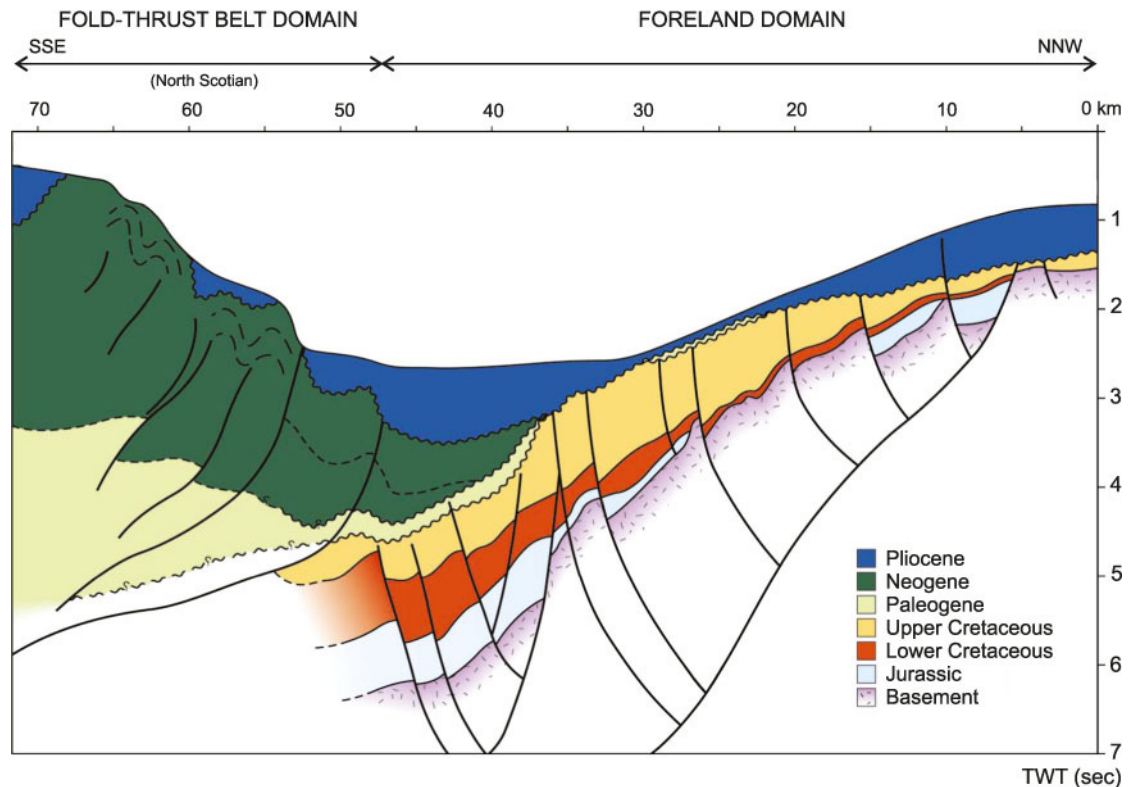 FOLD-THRUST BELT DOMAIN FORELAND DOMAIN
SSE NNW
(North Scotian)
70 60 50 40 30 20 10 0 km
1
2
3
4
5
6
7
Pliocene
Neogene
Paleogene
Upper Cretaceous
Lower Cretaceous
Jurassic
Basement
TWT (sec)